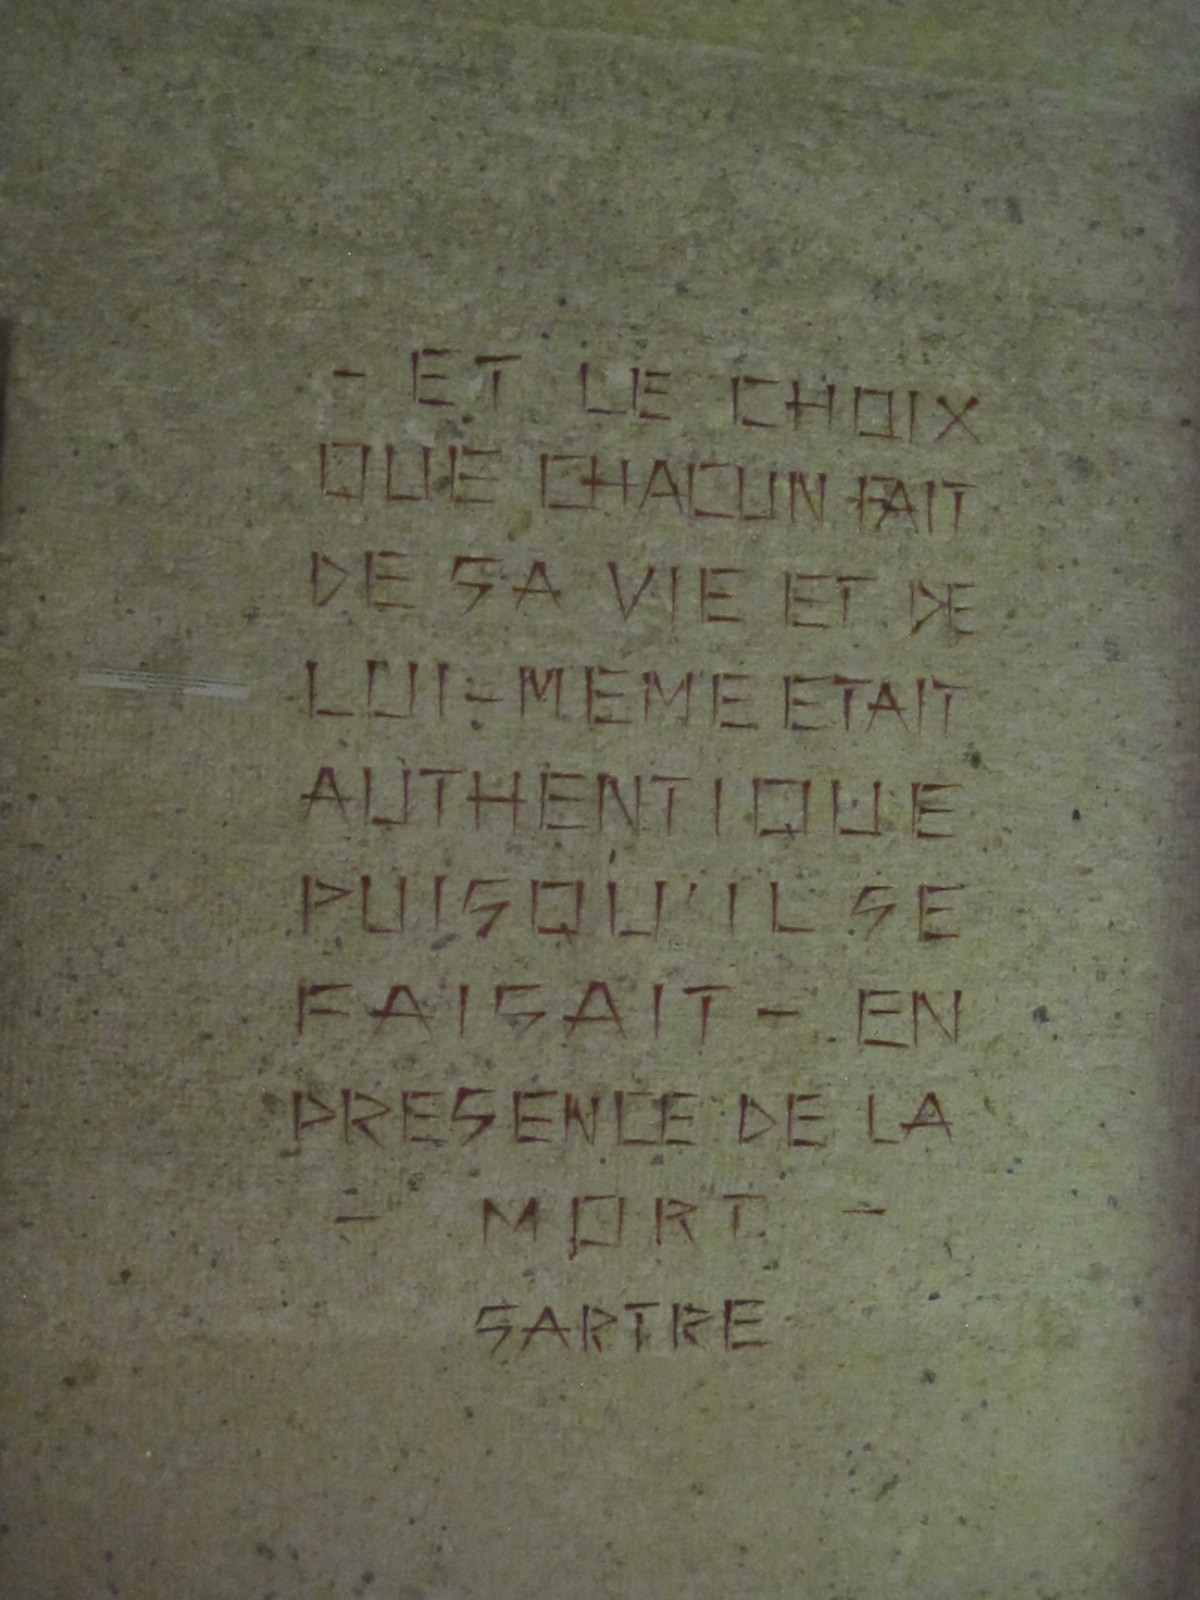 - ET LE CHOIX
QUE CHACUN FAIT
DE SA VIE ET DE
LUI-MEME ETAIT
AUTHENTIQUE
PUISQU'IL SE
FAISAIT - EN
PRESENCE DE LA
- MORT -
SARTRE